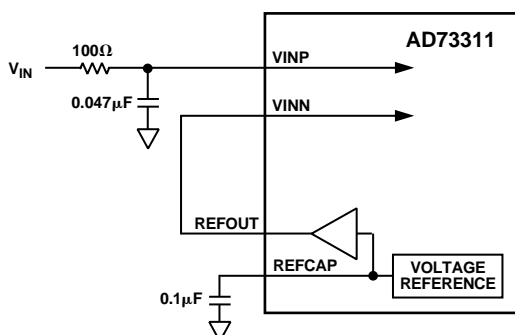 AD73311
100Ω
V_IN
VINP
0.047μF
VINN
REFOUT
REFCAP
VOLTAGE
REFERENCE
0.1μF